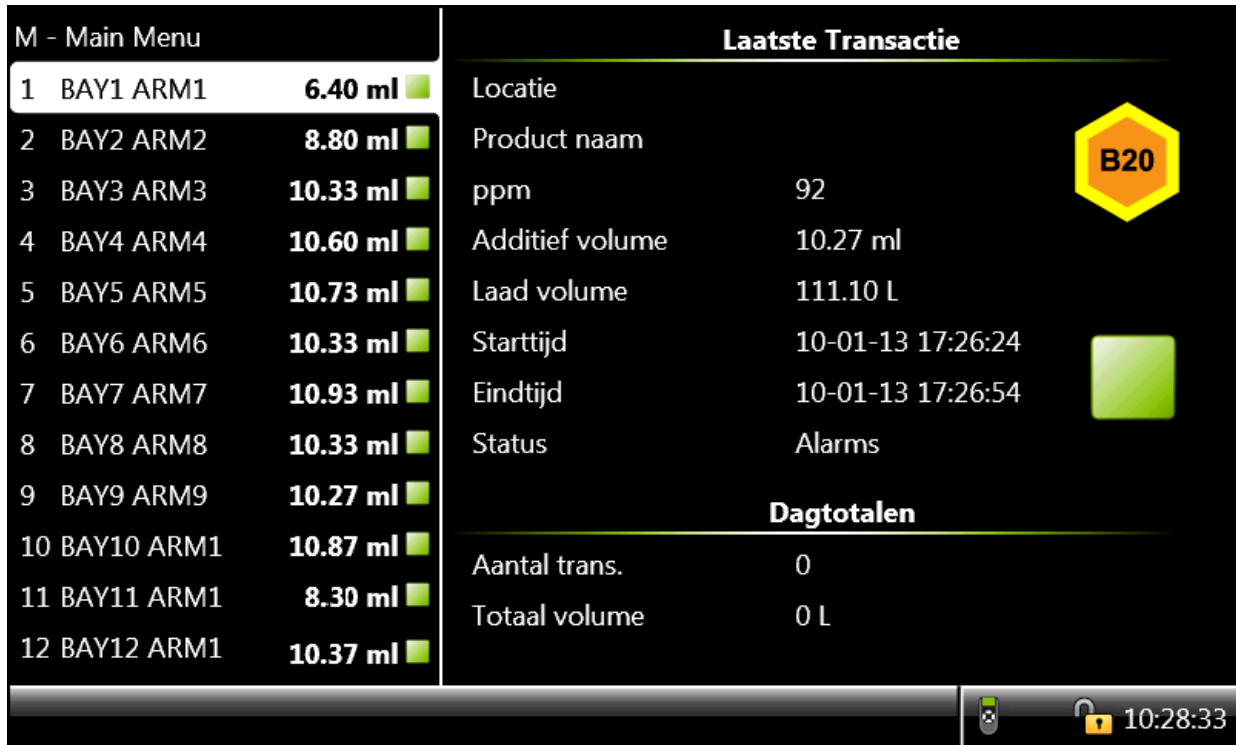 M - Main Menu
1 BAY1 ARM1 6.40 ml
2 BAY2 ARM2 8.80 ml
3 BAY3 ARM3 10.33 ml
4 BAY4 ARM4 10.60 ml
5 BAY5 ARM5 10.73 ml
6 BAY6 ARM6 10.33 ml
7 BAY7 ARM7 10.93 ml
8 BAY8 ARM8 10.33 ml
9 BAY9 ARM9 10.27 ml
10 BAY10 ARM1 10.87 ml
11 BAY11 ARM1 8.30 ml
12 BAY12 ARM1 10.37 ml
Laatste Transactie
Locatie
Product naam
B20
ppm 92
Additief volume 10.27 ml
Laad volume 111.10 L
Starttijd 10-01-13 17:26:24
Eindtijd 10-01-13 17:26:54
Status Alarms
Dagtotalen
Aantal trans. 0
Totaal volume 0 L
10:28:33